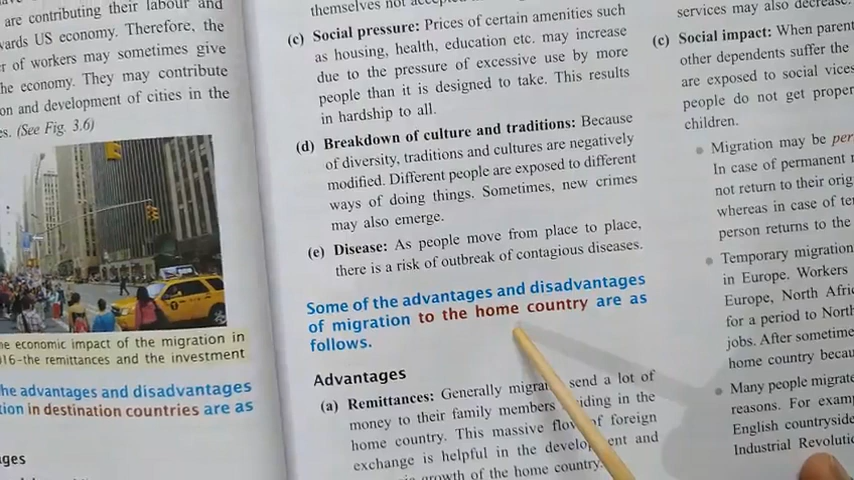 are contributing their labour and
wards US economy. Therefore, the
r of workers may sometimes give
he economy. They may contribute
on and development of cities in the
es. (See Fig. 3.6)
he economic impact of the migration in
16-the remittances and the investment
he advantages and disadvantages
tion in destination countries are as
ges
themselves not
(c) Social pressure: Prices of certain amenities such
as housing, health, education etc. may increase
due to the pressure of excessive use by more
people than it is designed to take. This results
in hardship to all.
(d) Breakdown of culture and traditions: Because
of diversity, traditions and cultures are negatively
modified. Different people are exposed to different
ways of doing things. Sometimes, new crimes
may also emerge.
(e) Disease: As people move from place to place,
there is a risk of outbreak of contagious diseases.
Some of the advantages and disadvantages
of migration to the home country are as
follows.
Advantages
(a) Remittances: Generally send a lot of
money to their family members in the
home country. This massive of foreign
exchange is helpful in the and
growth of the home country.
services may also decrease.
(c) Social impact: When parent
other dependents suffer the
are exposed to social vices
people do not get proper
children.
Migration may be per
In case of permanent
not return to their orig
whereas in case of te
person returns to the
Temporary migration
in Europe. Workers
Europe, North Afric
for a period to North
jobs. After sometime
home country becau
Many people migrate
reasons. For examp
English countryside
Industrial Revolutio